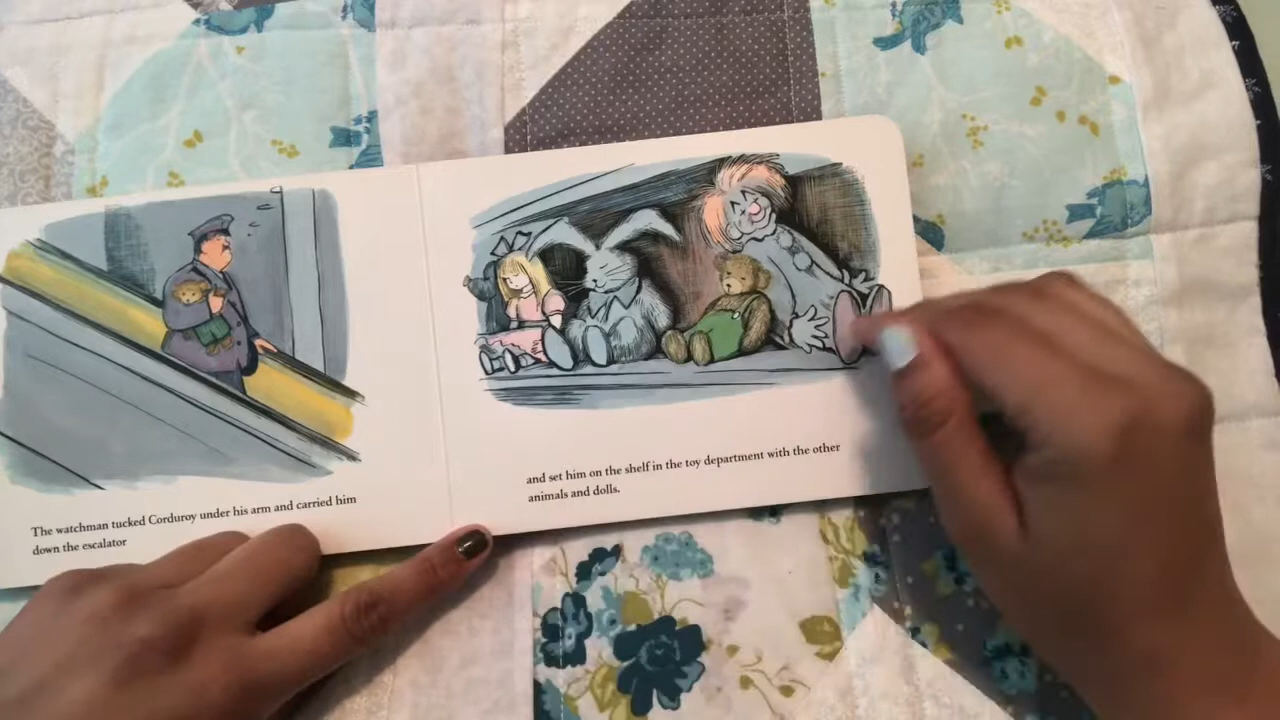 The watchman tucked Corduroy under his arm and carried him
down the escalator
and set him on the shelf in the toy department with the other
animals and dolls.